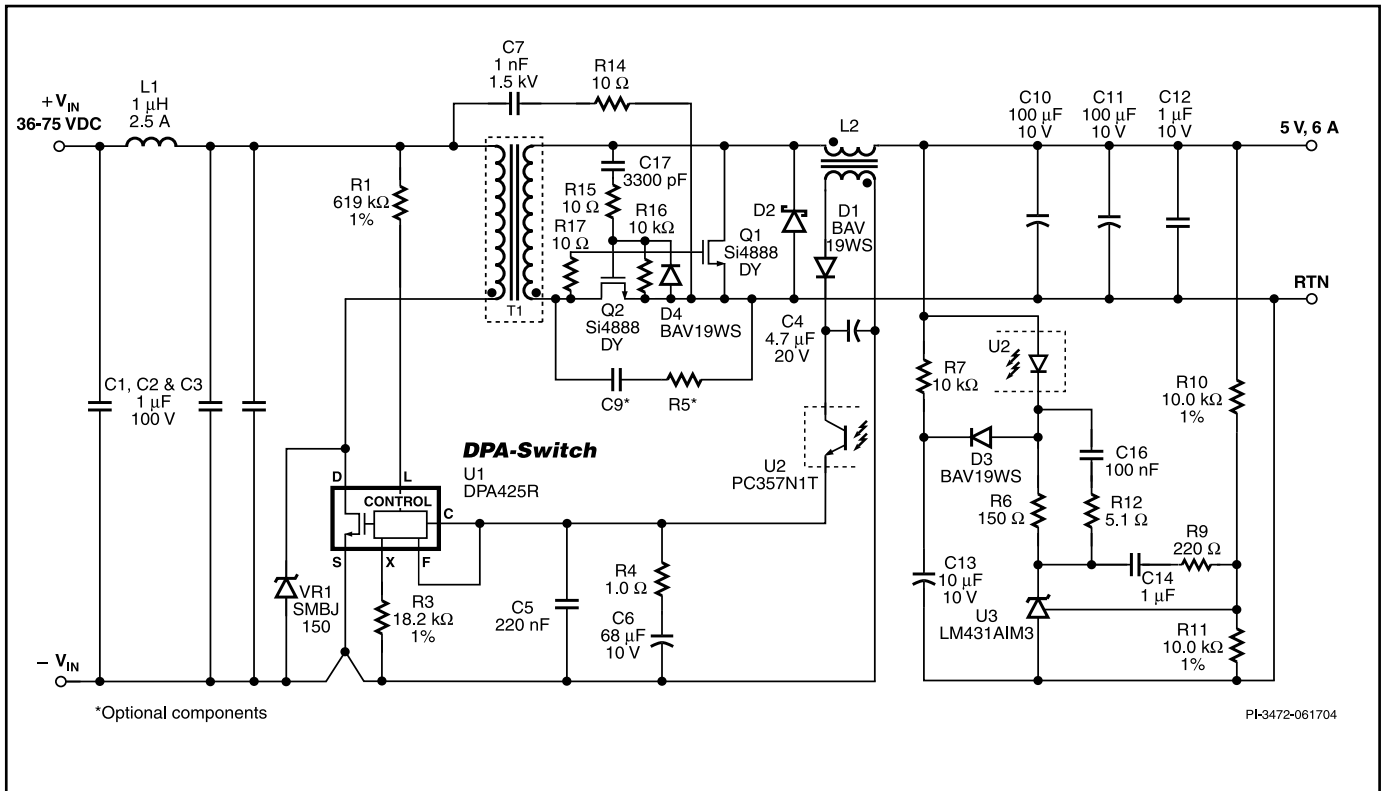 C7
1 nF
1.5 kV
R14
10 Ω
L1
1 μH
2.5 A
+ VIN
36-75 VDC
R1
619 kΩ
1%
C17
3300 pF
R15
10 Ω
R16
10 kΩ
R17
10 Ω
Q1
Si4888
DY
T1
Q2
Si4888
DY
D4
BAV19WS
C9*
R5*
D2
L2
D1
BAV
19WS
C4
4.7 μF
20 V
C10
100 μF
10 V
C11
100 μF
10 V
C12
1 μF
10 V
5 V, 6 A
RTN
C1, C2 & C3
1 μF
100 V
DPA-Switch
U1
DPA425R
D
L
CONTROL
C
S
X
F
VR1
SMBJ
150
R3
18.2 kΩ
1%
C5
220 nF
R4
1.0 Ω
C6
68 μF
10 V
U2
PC357N1T
U2
R7
10 kΩ
D3
BAV19WS
C16
100 nF
R6
150 Ω
R12
5.1 Ω
R9
220 Ω
C14
1 μF
R10
10.0 kΩ
1%
C13
10 μF
10 V
U3
LM431AIM3
R11
10.0 kΩ
1%
– VIN
*Optional components
PI-3472-061704